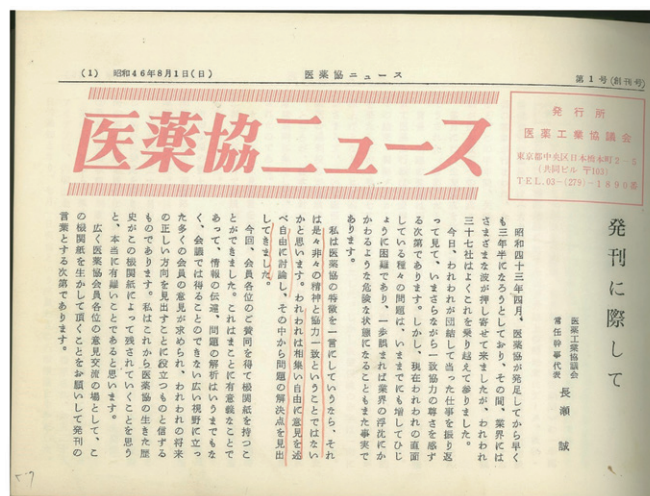 (1) 昭和46年8月1日(日)
医薬協ニュース
第1号(創刊号)
医薬協ニュース
発行所
医薬工業協議会
東京都中央区日本橋本町2-5
(共同ビル 〒103)
TEL.03-(279)-1890番
発刊に際して
医薬工業協議会
常任幹事代表 長瀬誠
昭和四十三年四月、医薬協が発足してから早く
も三年半になろうとしており、その間、業界には
さまざまな波が押し寄せて来ましたが、われわれ
三十七社はよくこれを乗り越えて参りました。
今日、われわれが団結して当った仕事を振り返
って見て、いまさらながら一致協力の尊さを感ず
る次第であります。しかし、現在われわれの直面
している種々の問題は、いままでにも増してひじ
ょうに困難であり、一歩誤まれば業界の浮沈にか
かわるような危険な状態になることもまた事実で
あります。
私は医薬協の特徴を一言にしていうなら、それ
は是々非々の精神と協力一致ということではない
かと思います。われわれは相集い自由に意見を述
べ自由に討論し、その中から問題の解決点を見出
してきました。
今回、会員各位のご賛同を得て機関紙を持つこ
とができました。これはまことに有意義なことで
あって、情報の伝達、問題の解析はいうまでもな
く、会議では得ることのできない広い視野に立っ
た多くの会員の意見が求められ、われわれの将来
の正しい方向を見出すことに役立つものと信ずる
ものであります。私はこれから医薬協の生きた歴
史がこの機関紙によって残されていくことを思う
と、本当に有難いことであると思います。
広く医薬協会員各位の意見交流の場として、こ
の機関紙を生かして頂くことをお願いして発刊の
言葉とする次第であります。